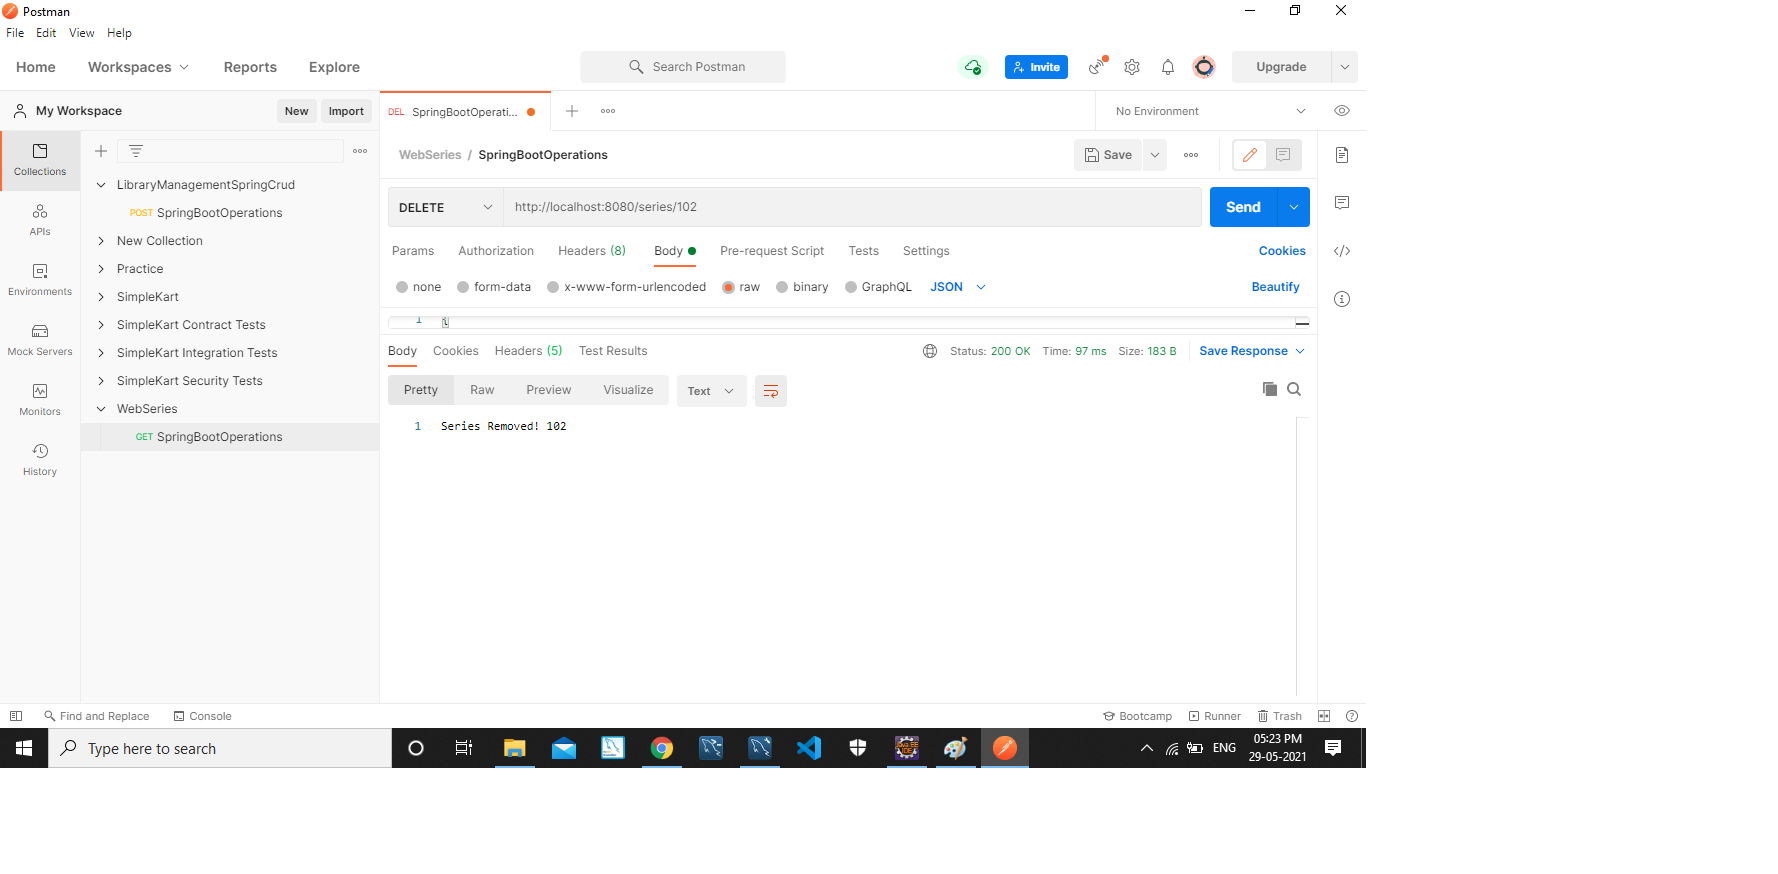 Postman
File Edit View Help
Home Workspaces Reports Explore Search Postman Invite Upgrade
My Workspace New Import DEL SpringBootOperati... No Environment
Collections
APIs
Environments
Mock Servers
Monitors
History
LibraryManagementSpringCrud
POST SpringBootOperations
New Collection
Practice
SimpleKart
SimpleKart Contract Tests
SimpleKart Integration Tests
SimpleKart Security Tests
WebSeries
GET SpringBootOperations
WebSeries / SpringBootOperations Save
DELETE http://localhost:8080/series/102 Send
Params Authorization Headers (8) Body Pre-request Script Tests Settings Cookies
none form-data x-www-form-urlencoded raw binary GraphQL JSON Beautify
1 {
Body Cookies Headers (5) Test Results Status: 200 OK Time: 97 ms Size: 183 B Save Response
Pretty Raw Preview Visualize Text
1 Series Removed! 102
Find and Replace Console Bootcamp Runner Trash
Type here to search ENG 05:23 PM
29-05-2021